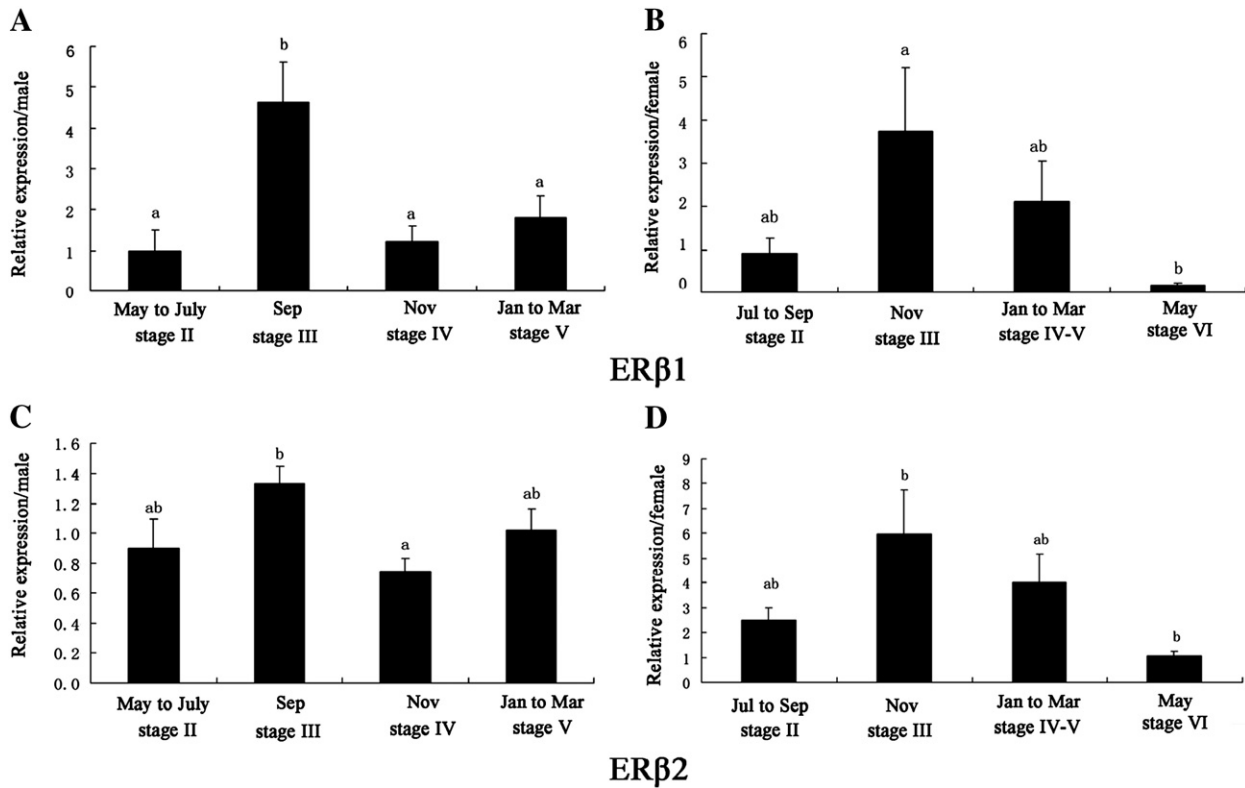 A
Relative expression/male
6
5
4
3
2
1
0
a
b
a
a
May to July
stage II
Sep
stage III
Nov
stage IV
Jan to Mar
stage V
B
Relative expression/female
6
5
4
3
2
1
0
ab
a
ab
b
Jul to Sep
stage II
Nov
stage III
Jan to Mar
stage IV-V
May
stage VI
ERβ1
C
Relative expression/male
1.6
1.4
1.2
1.0
0.8
0.6
0.4
0.2
0.0
ab
b
a
ab
May to July
stage II
Sep
stage III
Nov
stage IV
Jan to Mar
stage V
D
Relative expression/female
9
8
7
6
5
4
3
2
1
0
ab
b
ab
b
Jul to Sep
stage II
Nov
stage III
Jan to Mar
stage IV-V
May
stage VI
ERβ2